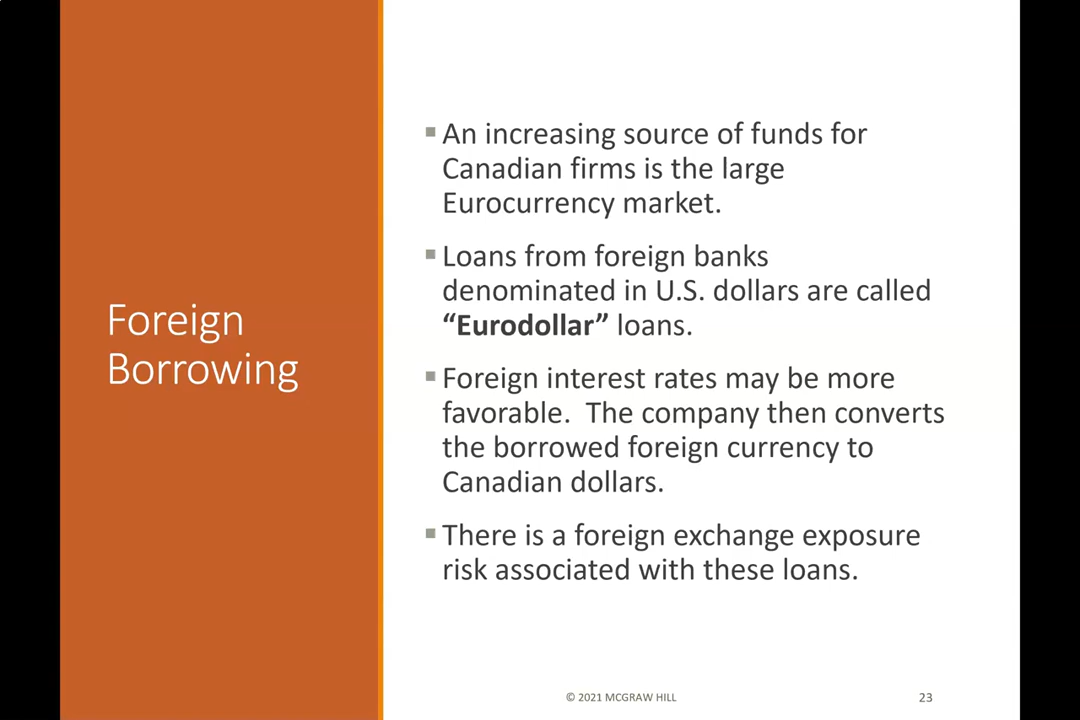 Foreign
Borrowing
▪ An increasing source of funds for
Canadian firms is the large
Eurocurrency market.
▪ Loans from foreign banks
denominated in U.S. dollars are called
“Eurodollar” loans.
▪ Foreign interest rates may be more
favorable.  The company then converts
the borrowed foreign currency to
Canadian dollars.
▪ There is a foreign exchange exposure
risk associated with these loans.
© 2021 MCGRAW HILL
23